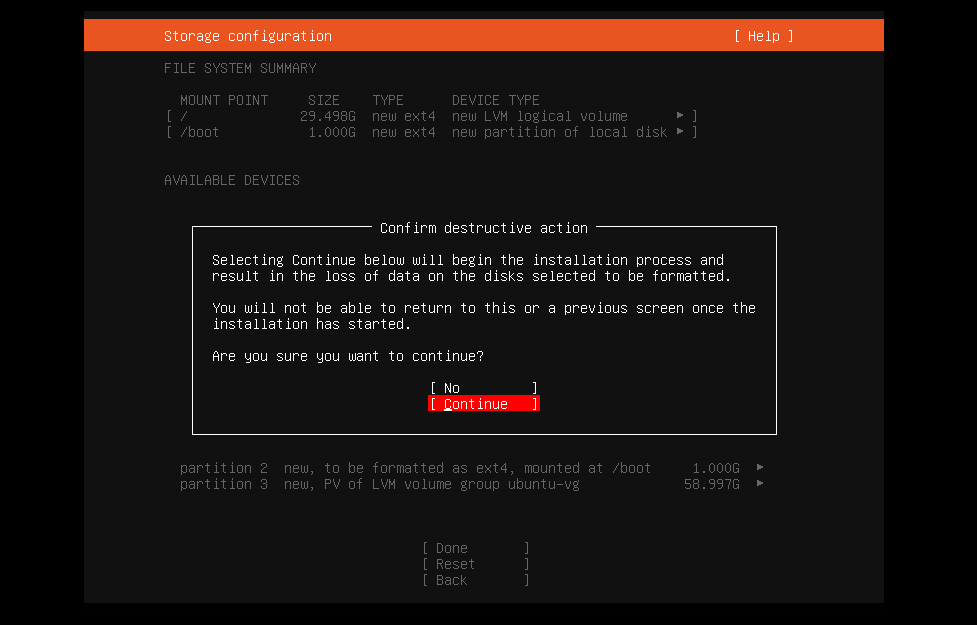 Storage configuration [ Help ]
FILE SYSTEM SUMMARY
MOUNT POINT SIZE TYPE DEVICE TYPE
[ / 29.498G new ext4 new LVM logical volume ▸ ]
[ /boot 1.000G new ext4 new partition of local disk ▸ ]
AVAILABLE DEVICES
Confirm destructive action
Selecting Continue below will begin the installation process and
result in the loss of data on the disks selected to be formatted.
You will not be able to return to this or a previous screen once the
installation has started.
Are you sure you want to continue?
[ No ]
[ Continue ]
partition 2 new, to be formatted as ext4, mounted at /boot 1.000G ▸
partition 3 new, PV of LVM volume group ubuntu-vg 58.997G ▸
[ Done ]
[ Reset ]
[ Back ]